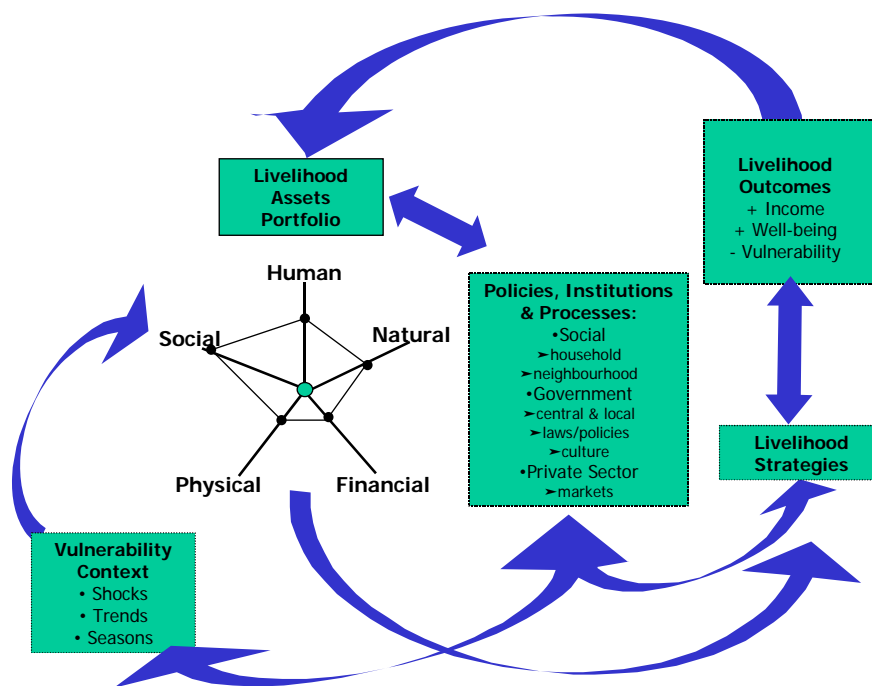 Livelihood
Assets
Portfolio
Livelihood
Outcomes
+ Income
+ Well-being
- Vulnerability
Human
Social
Natural
Physical
Financial
Policies, Institutions
& Processes:
•Social
➤household
➤neighbourhood
•Government
➤central & local
➤laws/policies
➤culture
•Private Sector
➤markets
Livelihood
Strategies
Vulnerability
Context
• Shocks
• Trends
• Seasons